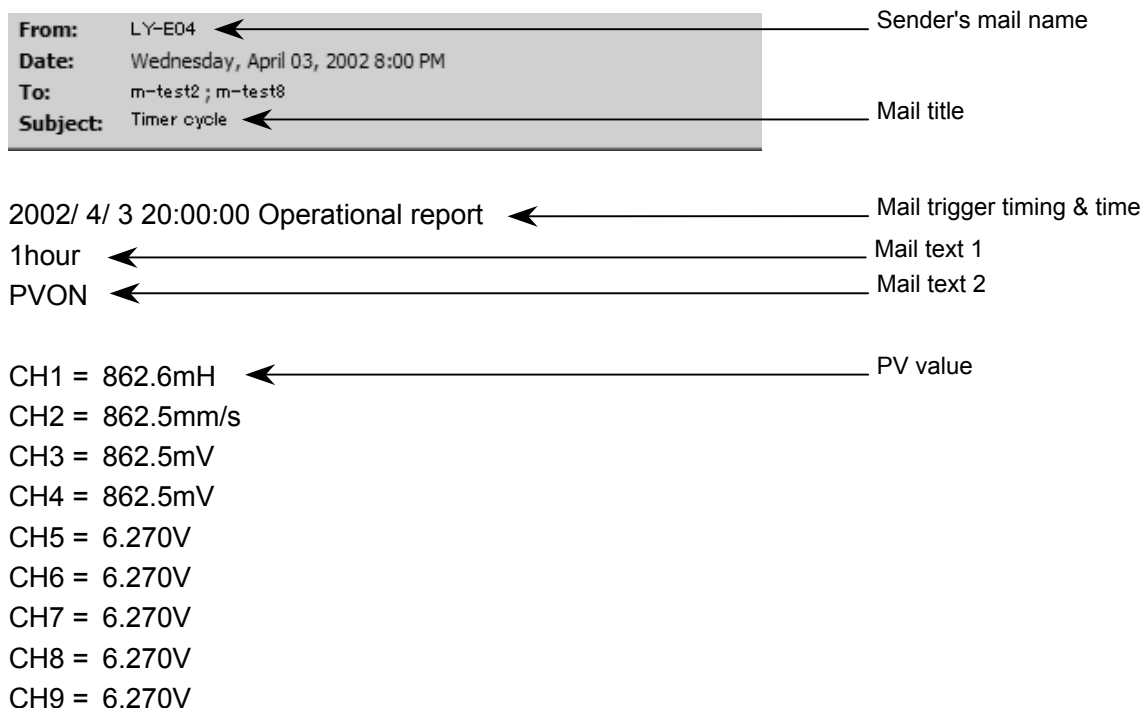 From: LY-E04 Sender's mail name
Date: Wednesday, April 03, 2002 8:00 PM
To: m-test2 ; m-test8
Subject: Timer cycle Mail title
2002/ 4/ 3 20:00:00 Operational report Mail trigger timing & time
1hour Mail text 1
PVON Mail text 2
CH1 = 862.6mH PV value
CH2 = 862.5mm/s
CH3 = 862.5mV
CH4 = 862.5mV
CH5 = 6.270V
CH6 = 6.270V
CH7 = 6.270V
CH8 = 6.270V
CH9 = 6.270V